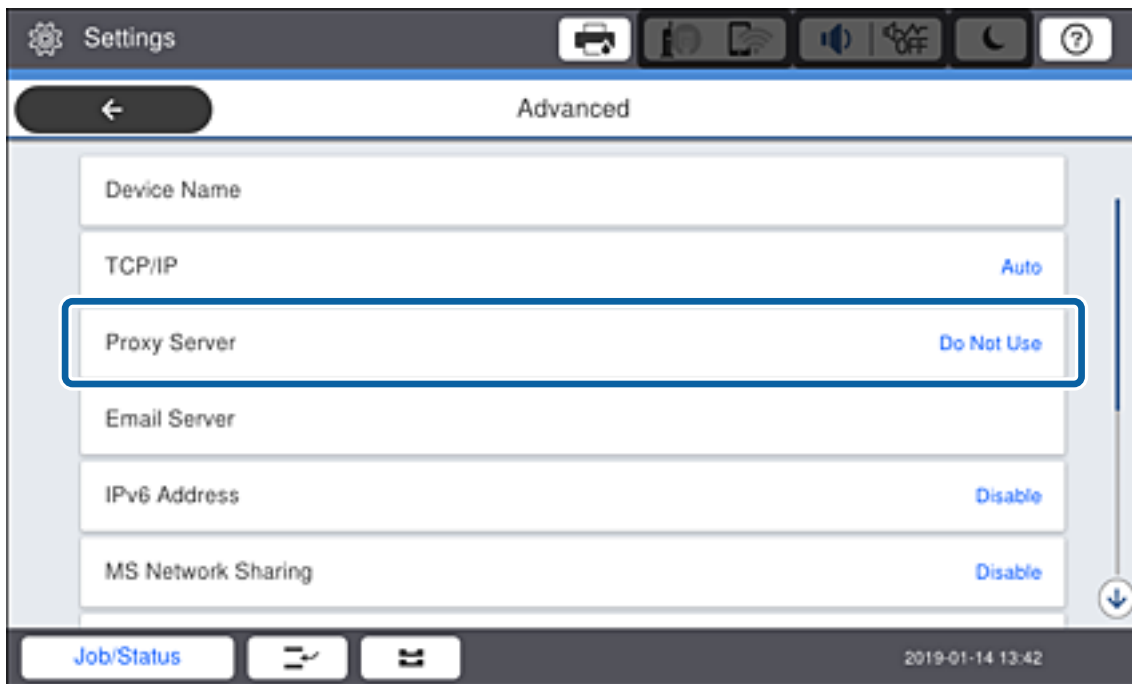 Settings
OFF
?
Advanced
Device Name
TCP/IP Auto
Proxy Server Do Not Use
Email Server
IPv6 Address Disable
MS Network Sharing Disable
Job/Status 2019-01-14 13:42